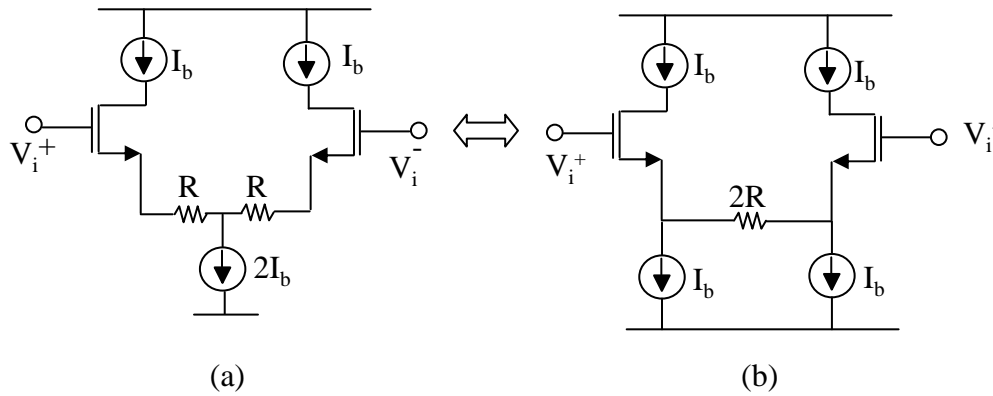 I_b I_b I_b I_b
V_i^+ V_i^- V_i^+ V_i
R R 2R
2I_b I_b I_b
(a) (b)